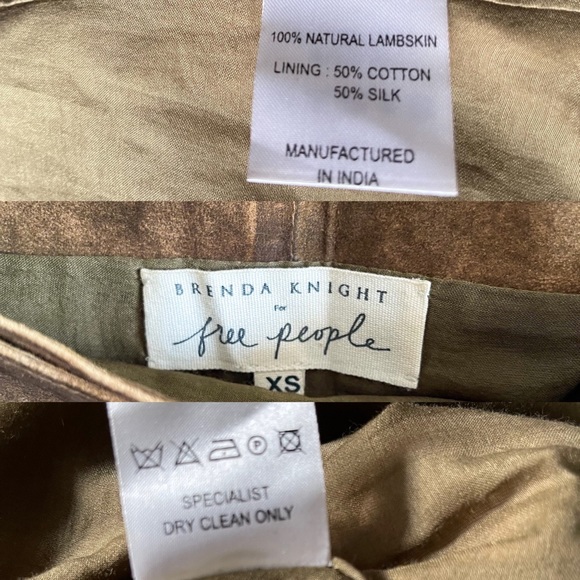 100% NATURAL LAMBSKIN
LINING : 50% COTTON
50% SILK
MANUFACTURED
IN INDIA
BRENDA KNIGHT
For
free people
XS
P
SPECIALIST
DRY CLEAN ONLY